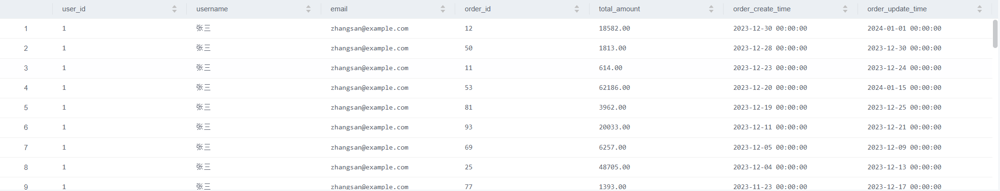 user_id username email order_id total_amount order_create_time order_update_time
1 1 张三 zhangsan@example.com 12 18582.00 2023-12-30 00:00:00 2024-01-01 00:00:00
2 1 张三 zhangsan@example.com 50 1813.00 2023-12-28 00:00:00 2023-12-30 00:00:00
3 1 张三 zhangsan@example.com 11 614.00 2023-12-23 00:00:00 2023-12-24 00:00:00
4 1 张三 zhangsan@example.com 53 62186.00 2023-12-20 00:00:00 2024-01-15 00:00:00
5 1 张三 zhangsan@example.com 81 3962.00 2023-12-19 00:00:00 2023-12-25 00:00:00
6 1 张三 zhangsan@example.com 93 20033.00 2023-12-11 00:00:00 2023-12-21 00:00:00
7 1 张三 zhangsan@example.com 69 6257.00 2023-12-05 00:00:00 2023-12-09 00:00:00
8 1 张三 zhangsan@example.com 25 48705.00 2023-12-04 00:00:00 2023-12-13 00:00:00
9 1 张三 zhangsan@example.com 77 1393.00 2023-11-23 00:00:00 2023-12-17 00:00:00